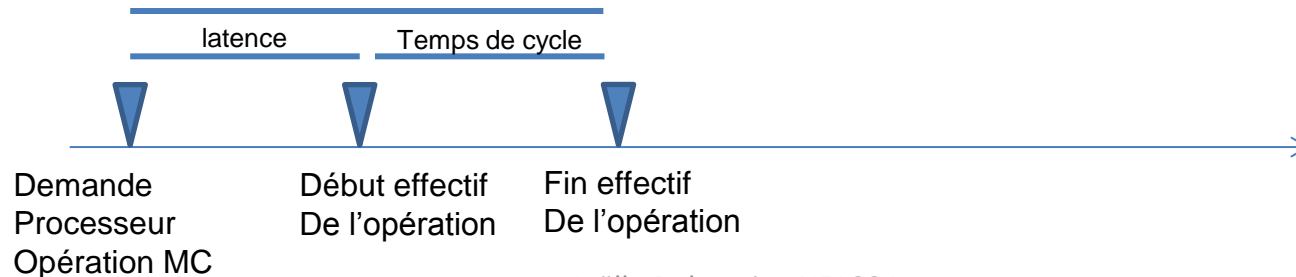 latence
Temps de cycle
Demande
Processeur
Opération MC
Début effectif
De l'opération
Fin effectif
De l'opération